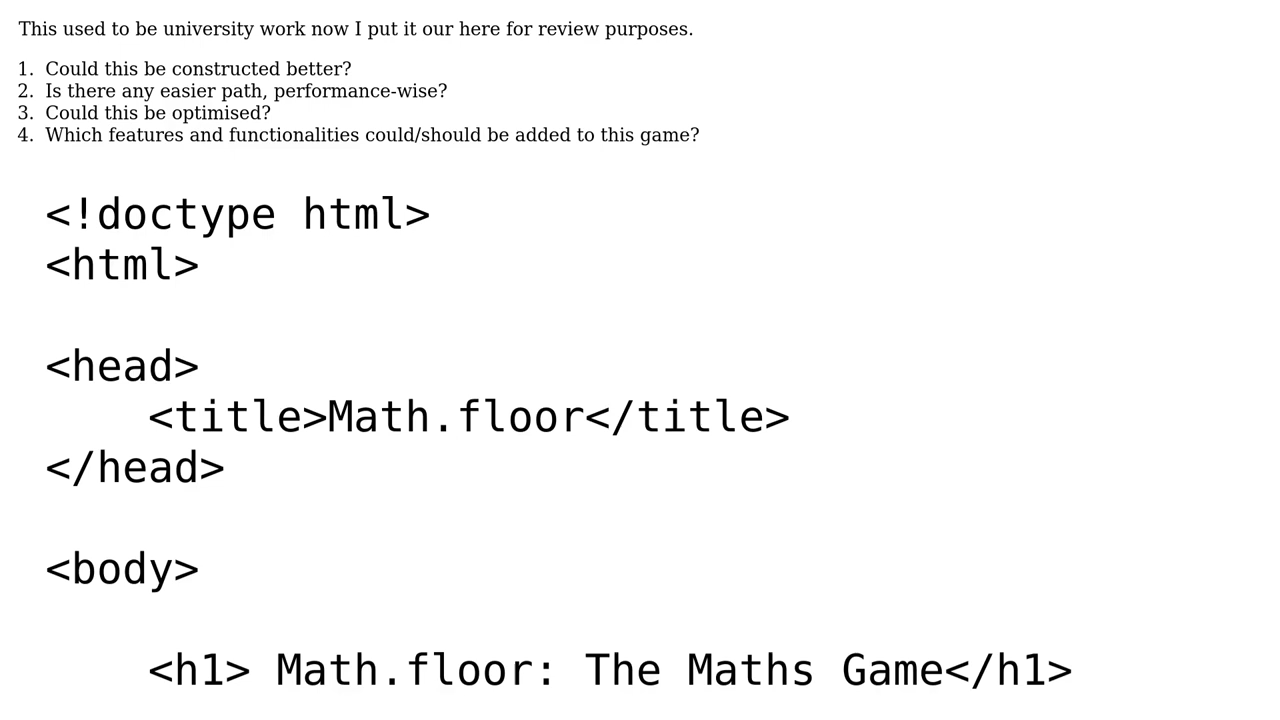 This used to be university work now I put it our here for review purposes.
1. Could this be constructed better?
2. Is there any easier path, performance-wise?
3. Could this be optimised?
4. Which features and functionalities could/should be added to this game?
<!doctype html>
<html>
<head>
<title>Math.floor</title>
</head>
<body>
<h1> Math.floor: The Maths Game</h1>